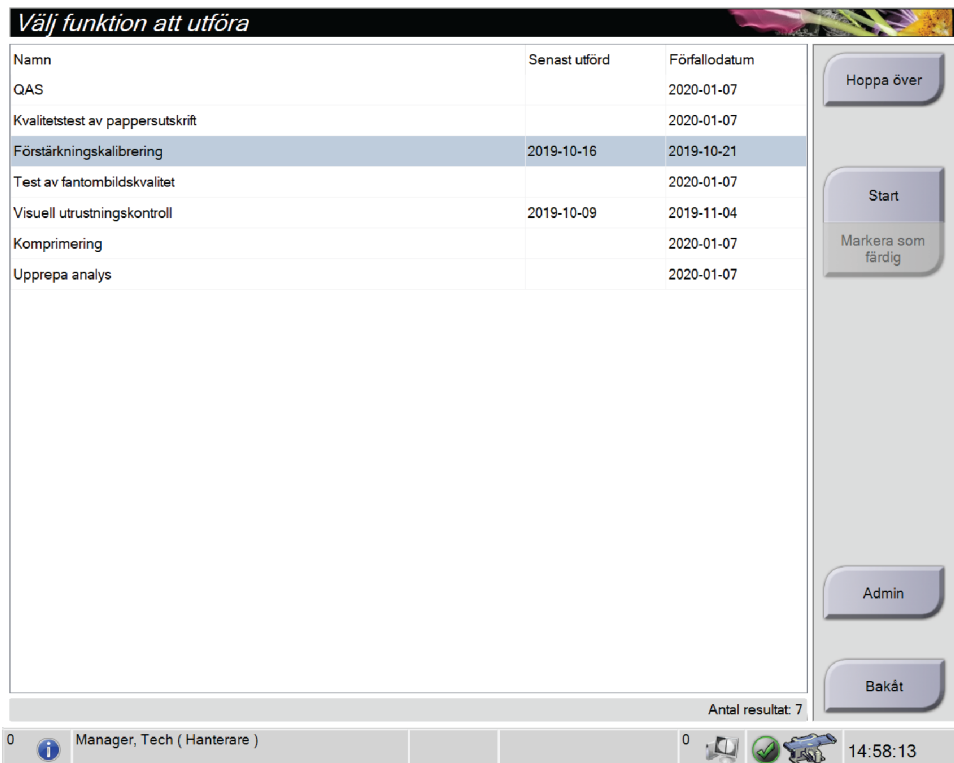 Välj funktion att utföra
Namn Senast utförd Förfallodatum
QAS 2020-01-07
Kvalitetstest av pappersutskrift 2020-01-07
Förstärkningskalibrering 2019-10-16 2019-10-21
Test av fantombildskvalitet 2020-01-07
Visuell utrustningskontroll 2019-10-09 2019-11-04
Komprimering 2020-01-07
Upprepa analys 2020-01-07
Antal resultat: 7
Hoppa över
Start
Markera som
färdig
Admin
Bakåt
0 Manager, Tech ( Hanterare ) 0 14:58:13